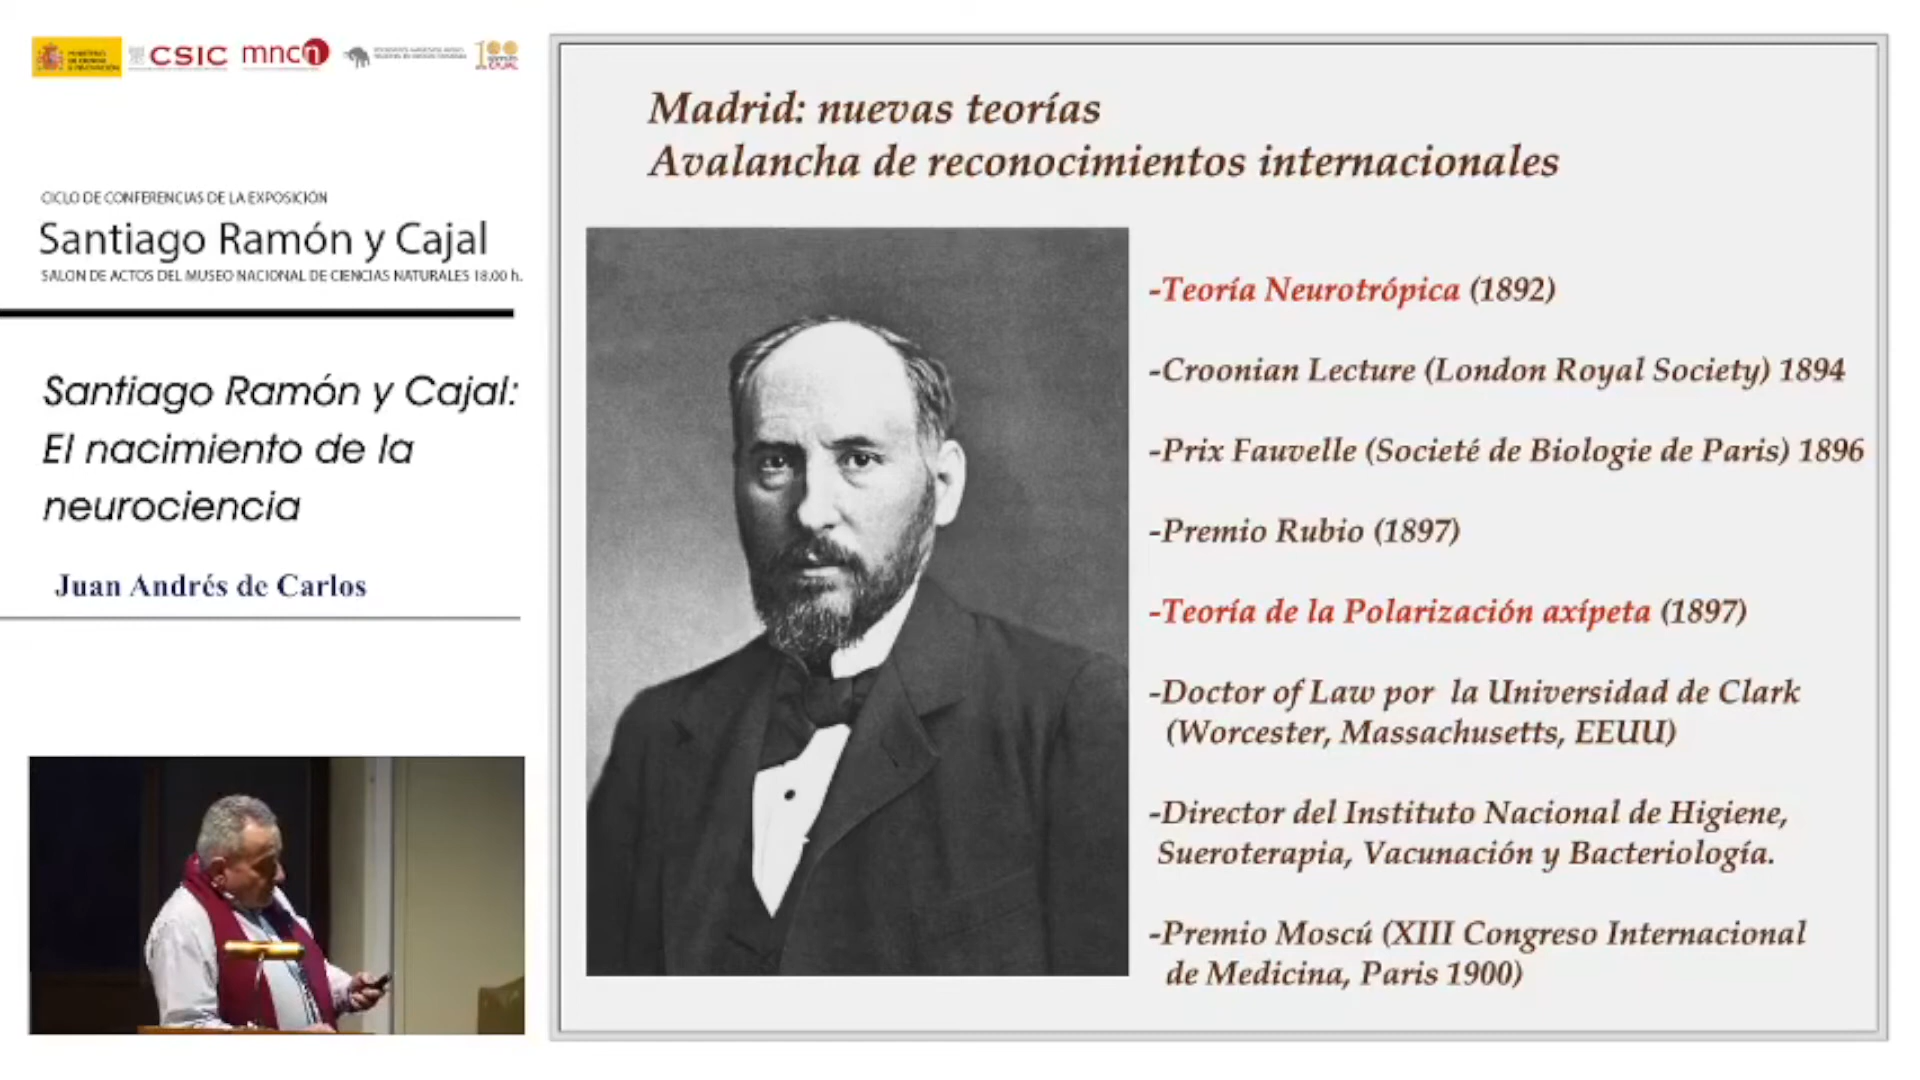 CSIC
mncn
CICLO DE CONFERENCIAS DE LA EXPOSICIÓN
Santiago Ramón y Cajal
SALON DE ACTOS DEL MUSEO NACIONAL DE CIENCIAS NATURALES 18.00 h.
Santiago Ramón y Cajal:
El nacimiento de la
neurociencia
Juan Andrés de Carlos
Madrid: nuevas teorías
Avalancha de reconocimientos internacionales
-Teoría Neurotrópica (1892)
-Croonian Lecture (London Royal Society) 1894
-Prix Fauvelle (Societé de Biologie de Paris) 1896
-Premio Rubio (1897)
-Teoría de la Polarización axípeta (1897)
-Doctor of Law por la Universidad de Clark
(Worcester, Massachusetts, EEUU)
-Director del Instituto Nacional de Higiene,
Sueroterapia, Vacunación y Bacteriología.
-Premio Moscú (XIII Congreso Internacional
de Medicina, Paris 1900)